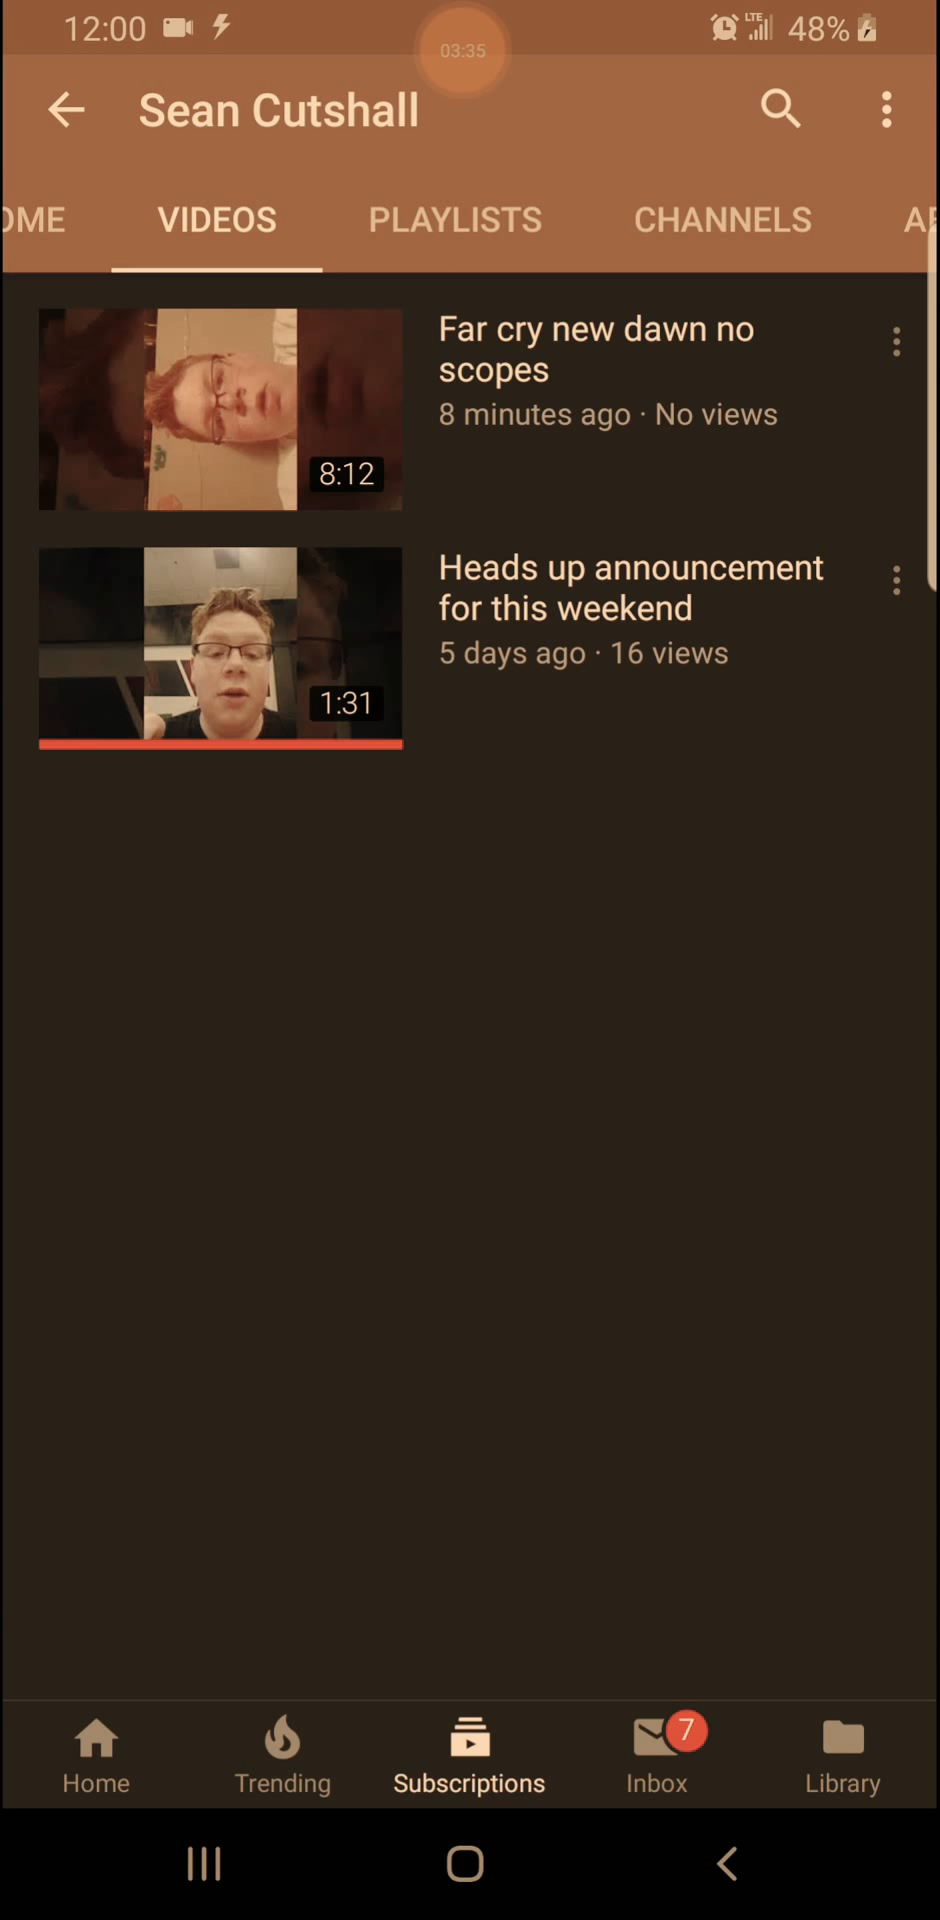 12:00
03:35
LTE
48%
Sean Cutshall
OME VIDEOS PLAYLISTS CHANNELS
Far cry new dawn no
scopes
8 minutes ago · No views
8:12
Heads up announcement
for this weekend
5 days ago · 16 views
1:31
7
Home Trending Subscriptions Inbox Library